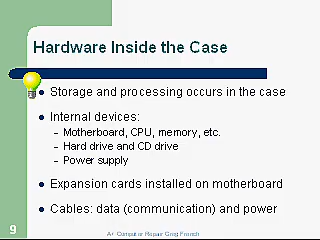 Hardware Inside the Case
Storage and processing occurs in the case
Internal devices:
– Motherboard, CPU, memory, etc.
– Hard drive and CD drive
– Power supply
Expansion cards installed on motherboard
Cables: data (communication) and power
9
A+ Computer Repair Greg French